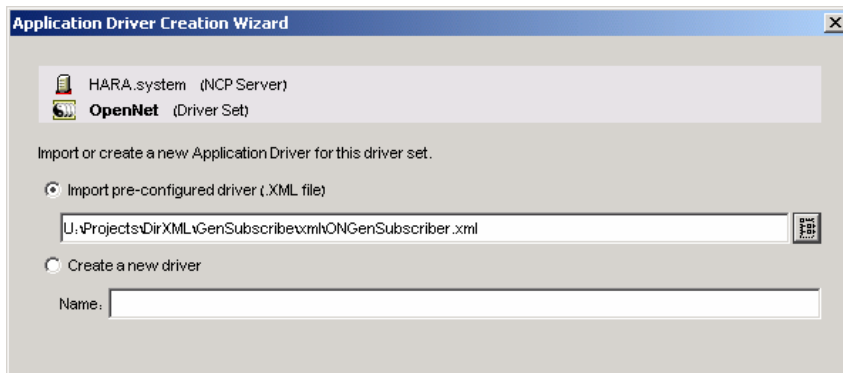 Application Driver Creation Wizard
HARA.system (NCP Server)
OpenNet (Driver Set)
Import or create a new Application Driver for this driver set.
Import pre-configured driver (.XML file)
U:\Projects\DirXML\GenSubscribe\xml\ONGenSubscriber.xml
Create a new driver
Name: